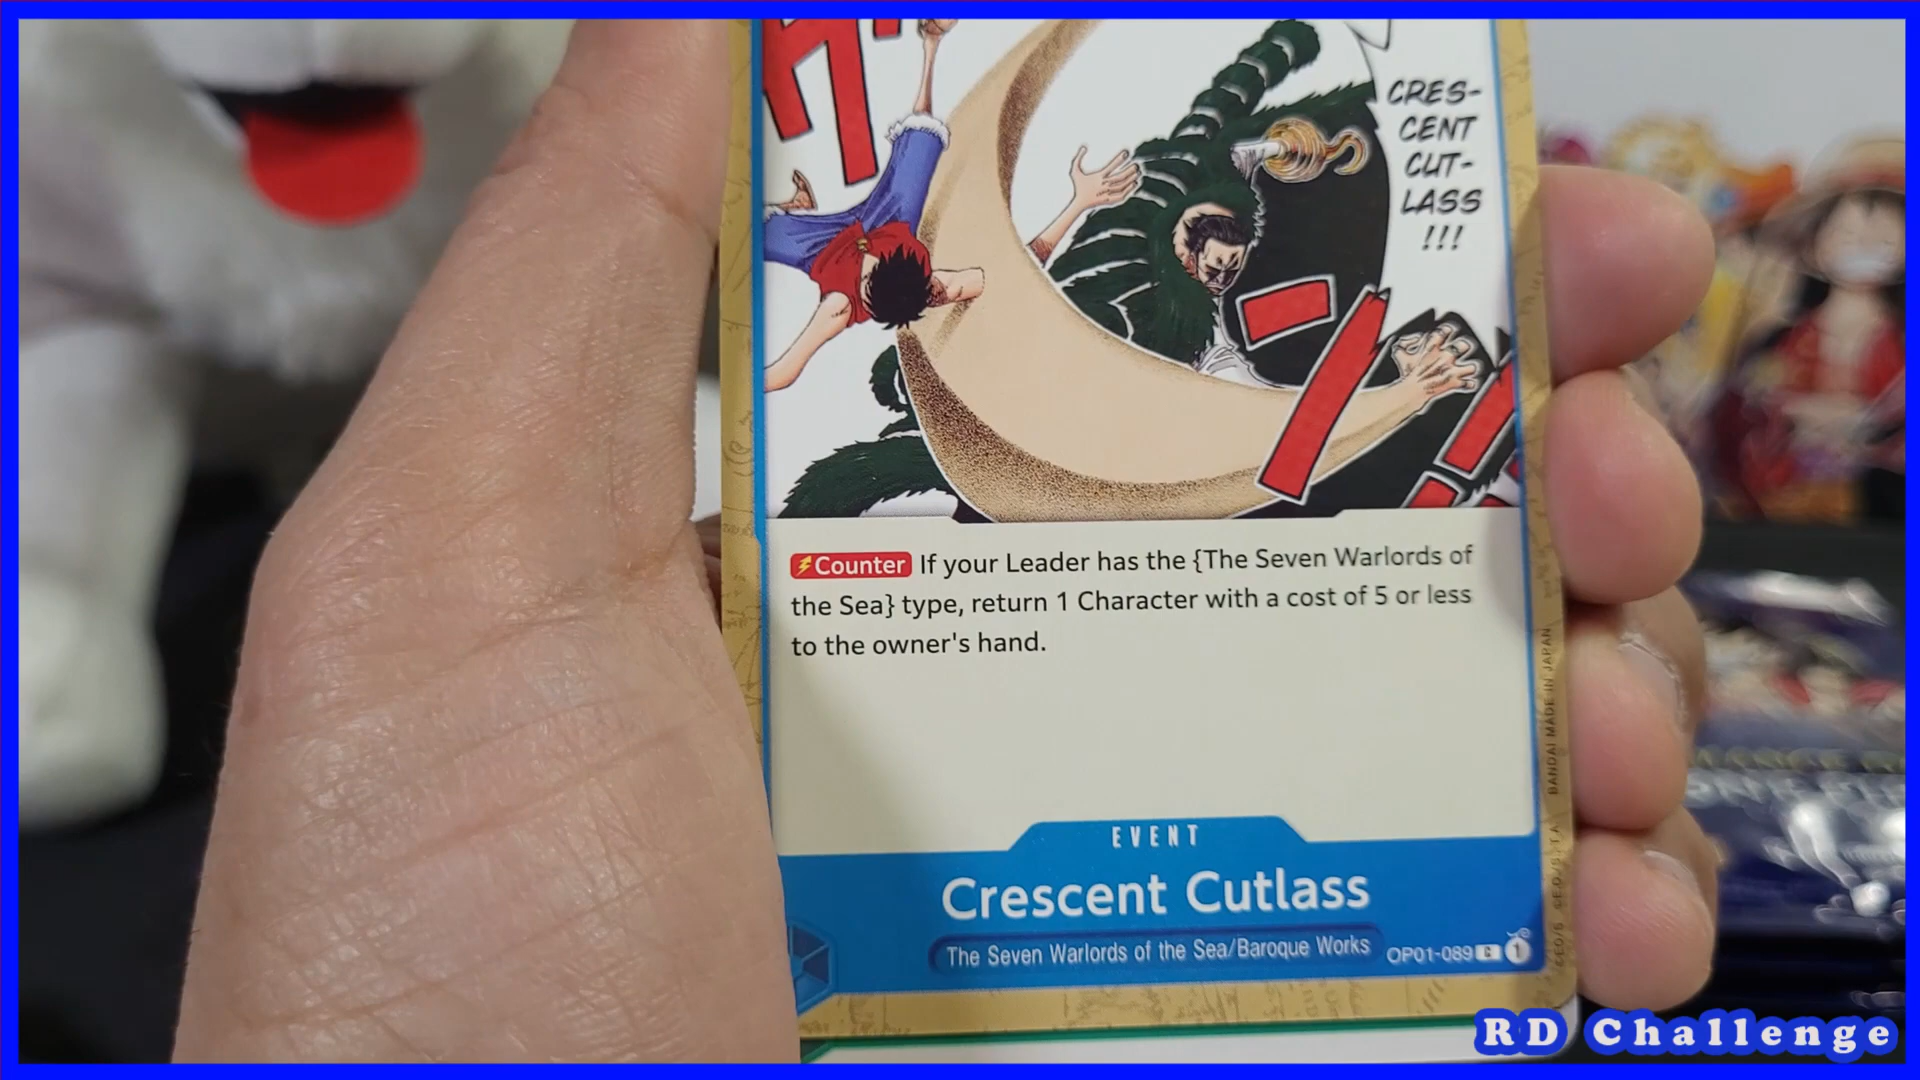 CRES-
CENT
CUT-
LASS
!!!
Counter If your Leader has the {The Seven Warlords of
the Sea} type, return 1 Character with a cost of 5 or less
to the owner's hand.
BANDAI MADE IN JAPAN
EVENT
Crescent Cutlass
The Seven Warlords of the Sea/Baroque Works
OP01-089 C 1
RD Challenge